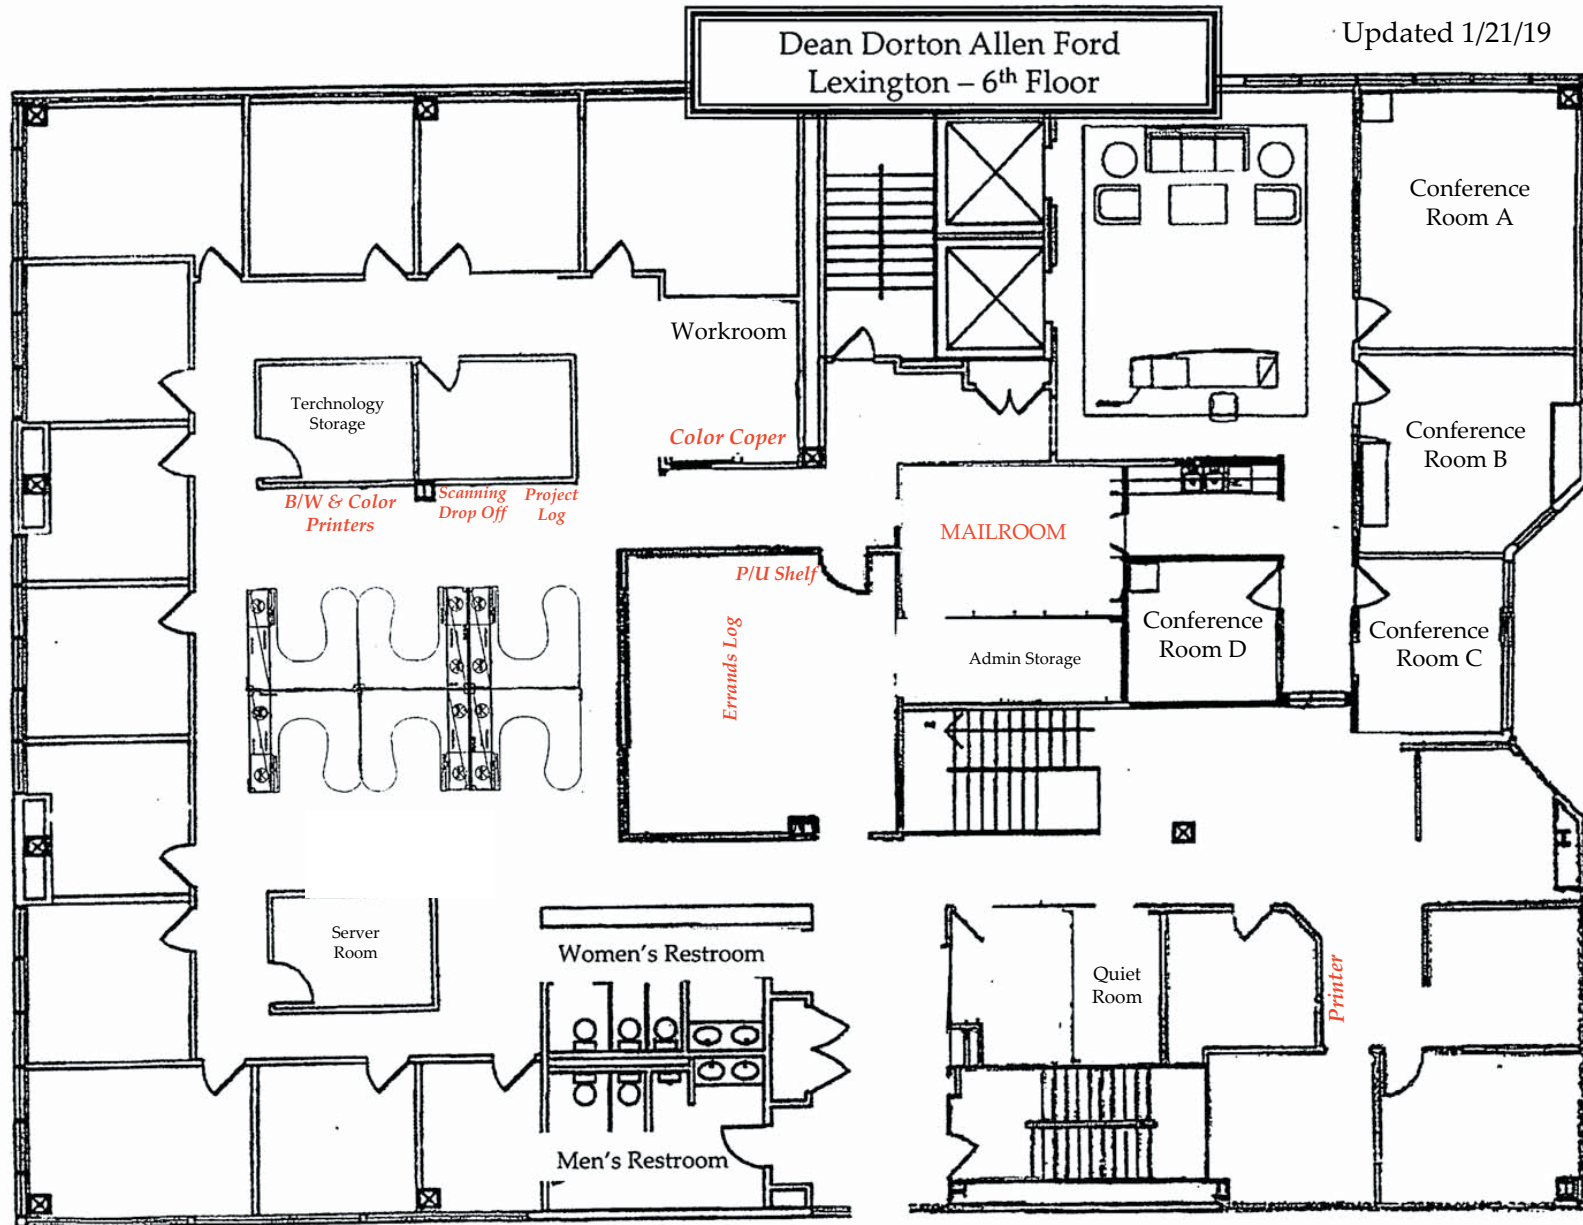 Dean Dorton Allen Ford
Lexington – 6th Floor
Updated 1/21/19
Conference
Room A
Workroom
Terchnology
Storage
Color Coper
Conference
Room B
B/W & Color
Printers
Scanning
Drop Off
Project
Log
MAILROOM
P/U Shelf
Errands Log
Conference
Room D
Conference
Room C
Admin Storage
Server
Room
Women's Restroom
Quiet
Room
Printer
Men's Restroom